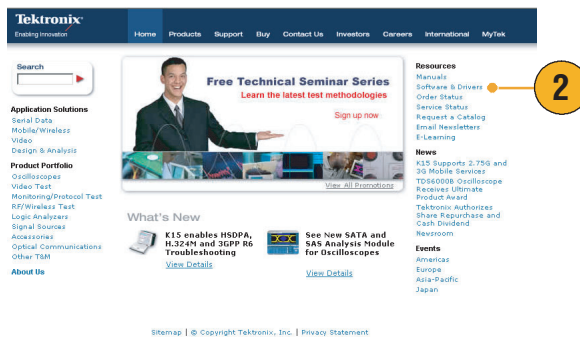 Tektronix
Enabling Innovation
Home Products Support Buy Contact Us Investors Careers International MyTek
Search
Application Solutions
Serial Data
Mobile/Wireless
Video
Design & Analysis
Product Portfolio
Oscilloscopes
Video Test
Monitoring/Protocol Test
RF/Wireless Test
Logic Analyzers
Signal Sources
Accessories
Optical Communications
Other T&M
About Us
Free Technical Seminar Series
Learn the latest test methodologies
Sign up now
View All Promotions
What's New
K15 enables HSDPA,
H.324M and 3GPP R6
Troubleshooting
View Details
See New SATA and
SAS Analysis Module
for Oscilloscopes
View Details
Resources
Manuals
Software & Drivers
Order Status
Service Status
Request a Catalog
Email Newsletters
E-Learning
News
K15 Supports 2.75G and
3G Mobile Services
TDS6000B Oscilloscope
Receives Ultimate
Product Award
Tektronix Authorizes
Share Repurchase and
Cash Dividend
Newsroom
Events
Americas
Europe
Asia-Pacific
Japan
2
Sitemap | © Copyright Tektronix, Inc. | Privacy Statement